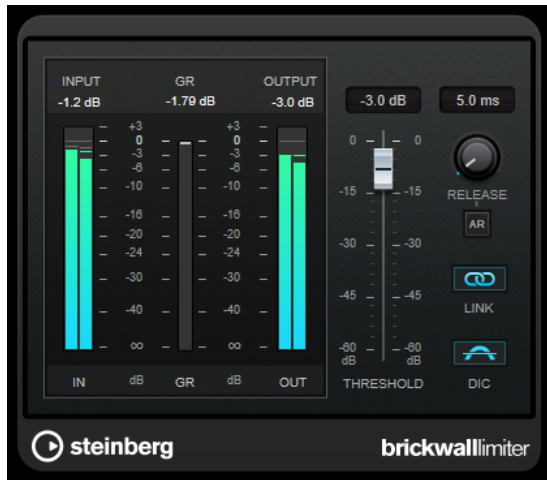 INPUT GR OUTPUT
-1.2 dB -1.79 dB -3.0 dB
-3.0 dB 5.0 ms
+3 +3
0 0
-3 -3
-6 -6
-10 -10
-16 -16
-20 -20
-24 -24
-30 -30
-40 -40
∞ ∞
IN dB GR dB OUT
0 0
-15 -15
-30 -30
-45 -45
-60 -60
dB dB
THRESHOLD
RELEASE
AR
LINK
DIC
steinberg
brickwalllimiter